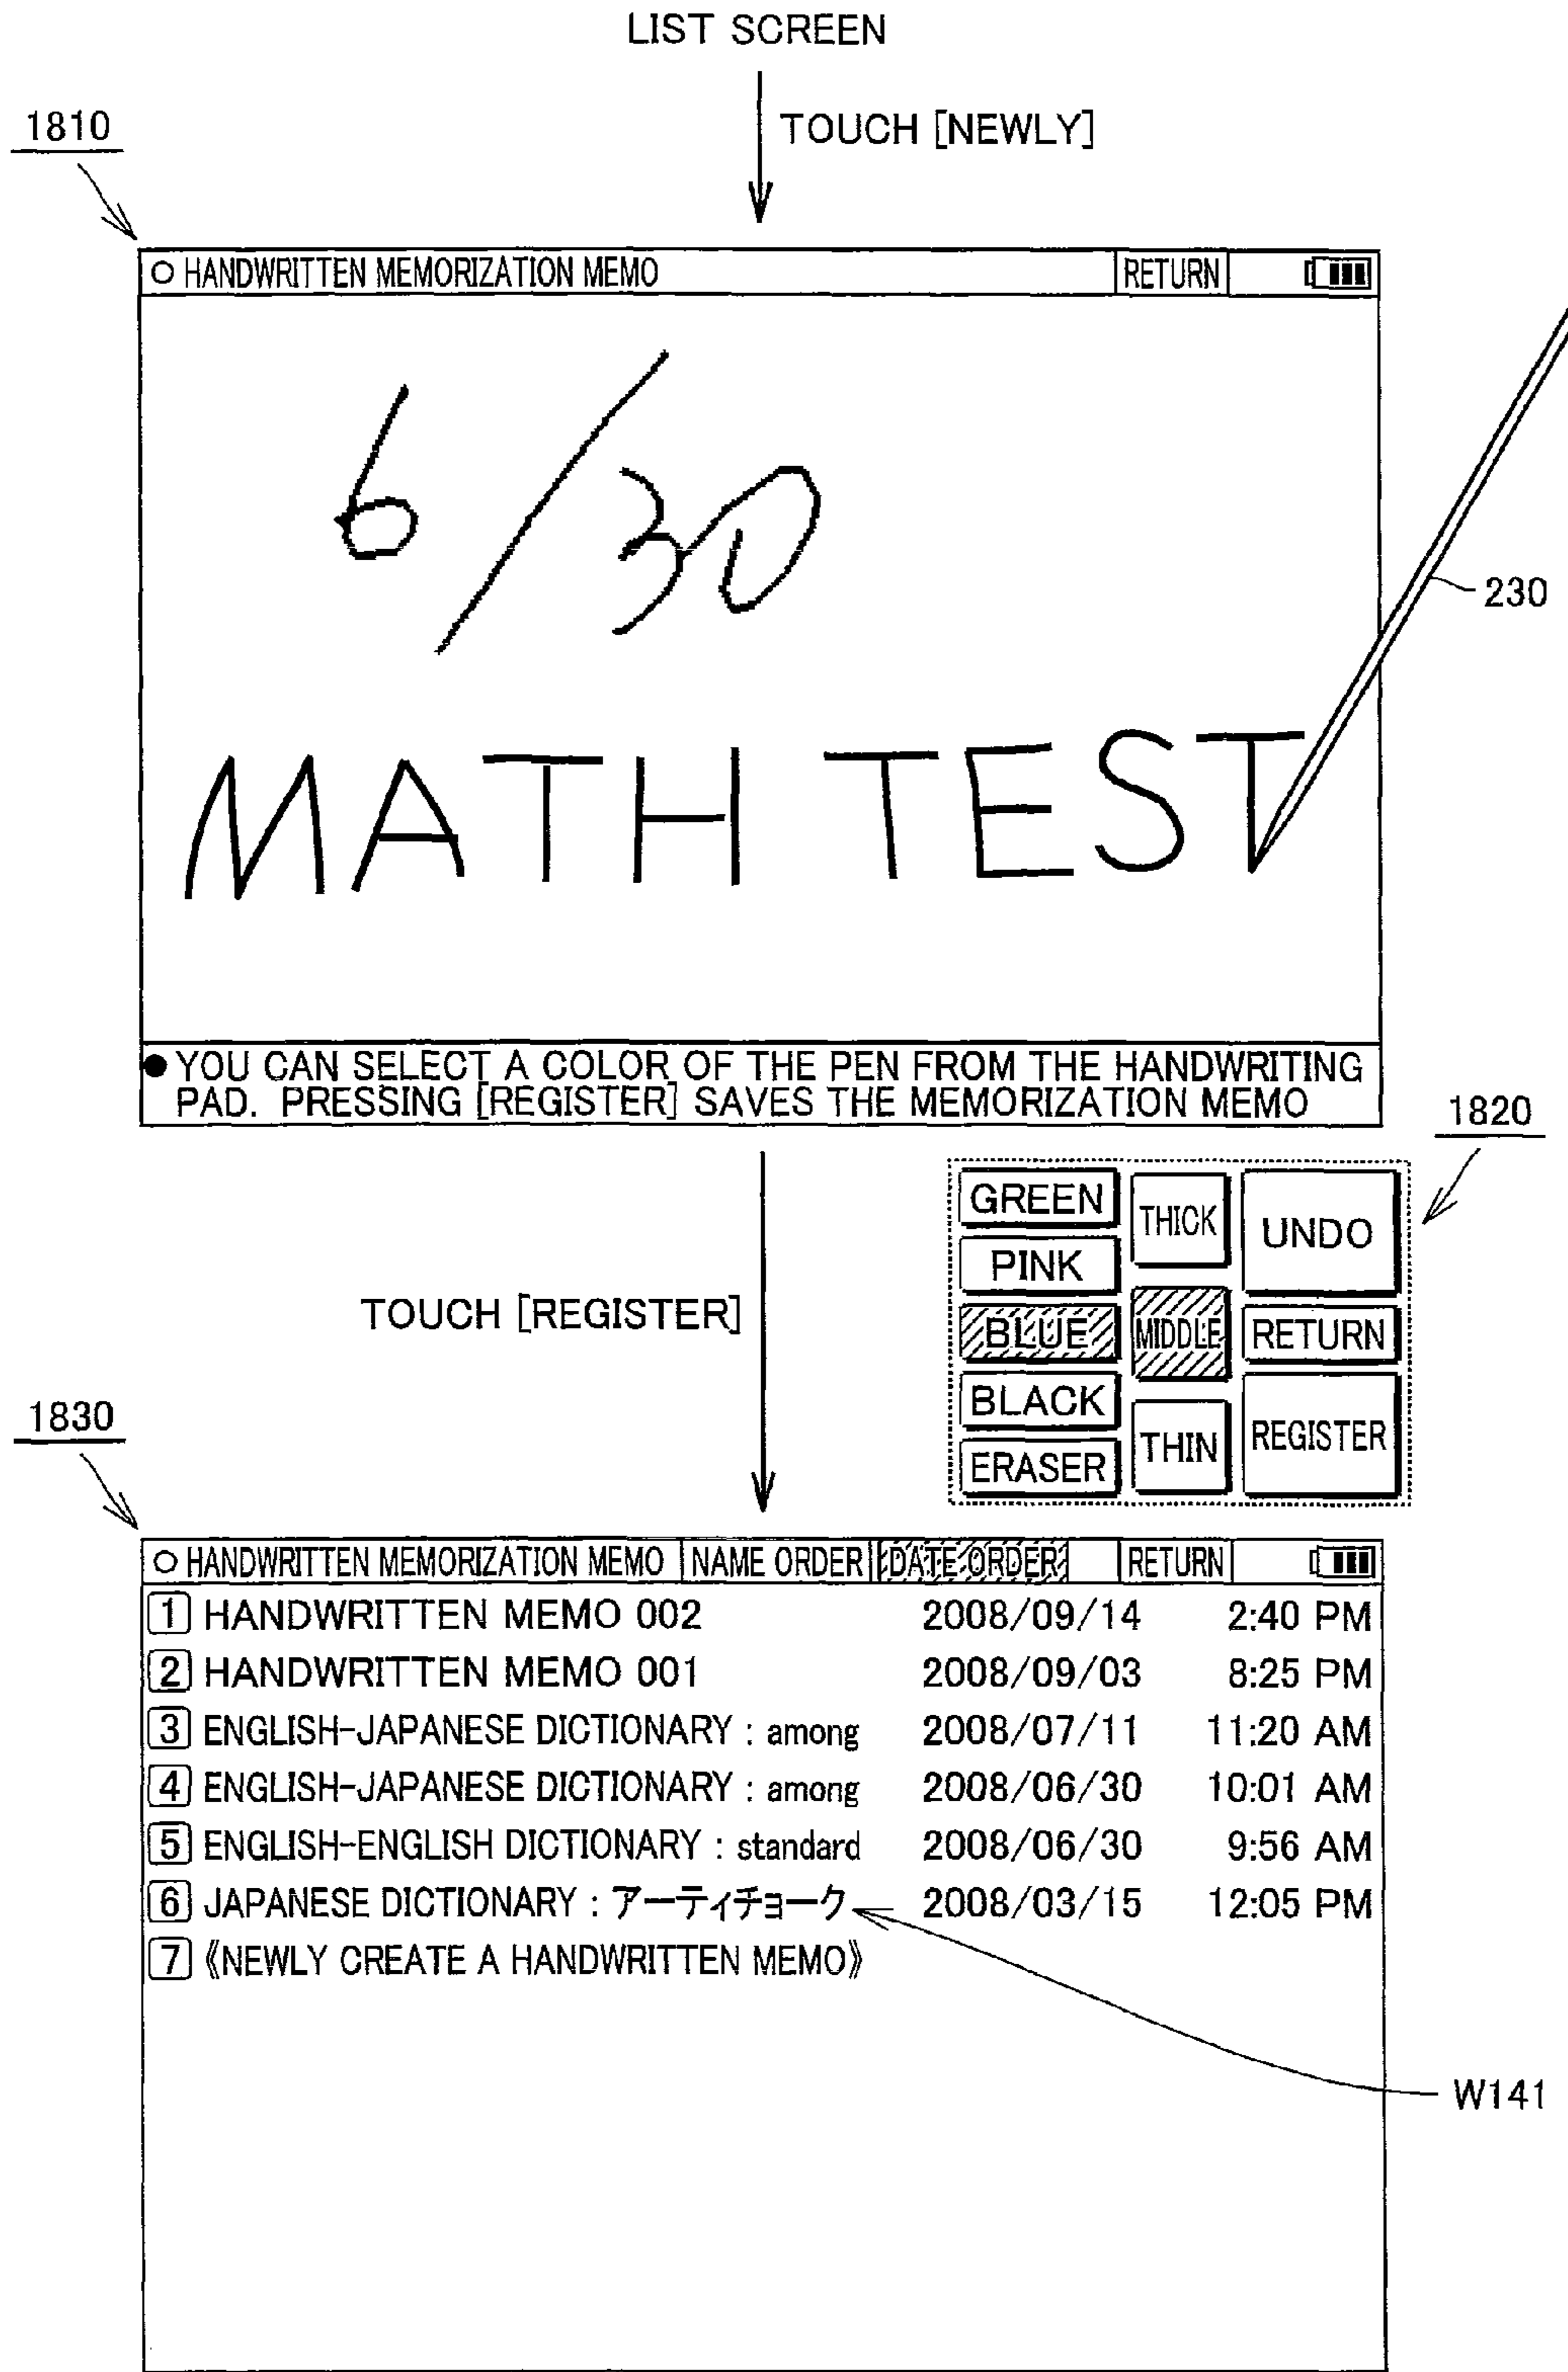 LIST SCREEN
TOUCH [NEWLY]
1810
○ HANDWRITTEN MEMORIZATION MEMO RETURN
6/30
230
MATH TEST
● YOU CAN SELECT A COLOR OF THE PEN FROM THE HANDWRITING
PAD. PRESSING [REGISTER] SAVES THE MEMORIZATION MEMO
1820
GREEN THICK UNDO
PINK
TOUCH [REGISTER]
BLUE MIDDLE RETURN
BLACK
THIN REGISTER
ERASER
1830
○ HANDWRITTEN MEMORIZATION MEMO NAME ORDER DATE ORDER RETURN
1 HANDWRITTEN MEMO 002 2008/09/14 2:40 PM
2 HANDWRITTEN MEMO 001 2008/09/03 8:25 PM
3 ENGLISH-JAPANESE DICTIONARY : among 2008/07/11 11:20 AM
4 ENGLISH-JAPANESE DICTIONARY : among 2008/06/30 10:01 AM
5 ENGLISH-ENGLISH DICTIONARY : standard 2008/06/30 9:56 AM
6 JAPANESE DICTIONARY : アーティチョーク 2008/03/15 12:05 PM
7 《NEWLY CREATE A HANDWRITTEN MEMO》
W141